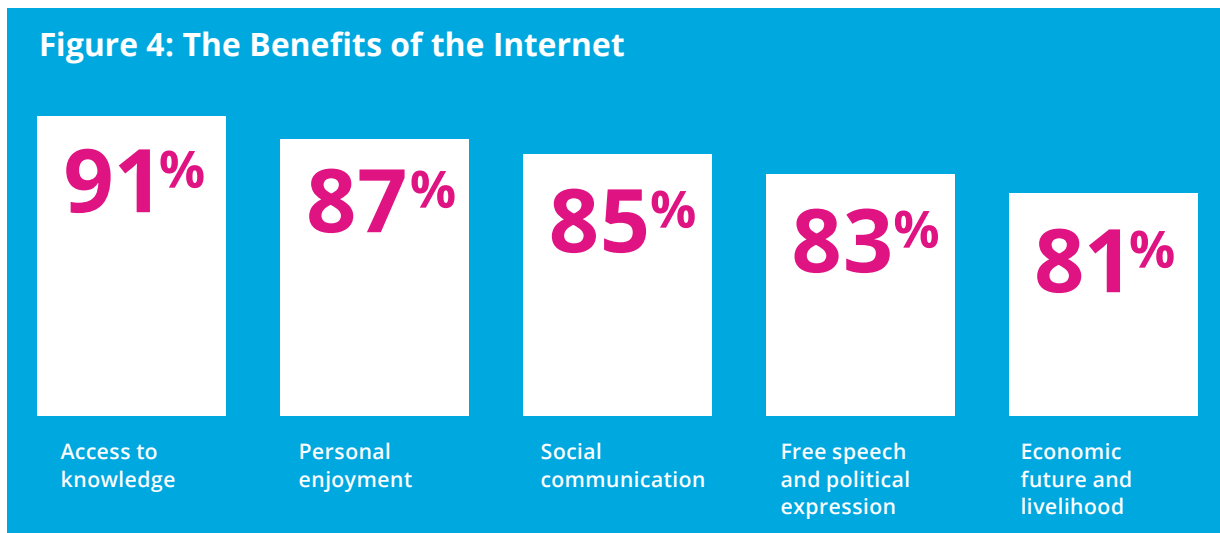 Figure 4: The Benefits of the Internet
91%
87%
85%
83%
81%
Access to
knowledge
Personal
enjoyment
Social
communication
Free speech
and political
expression
Economic
future and
livelihood